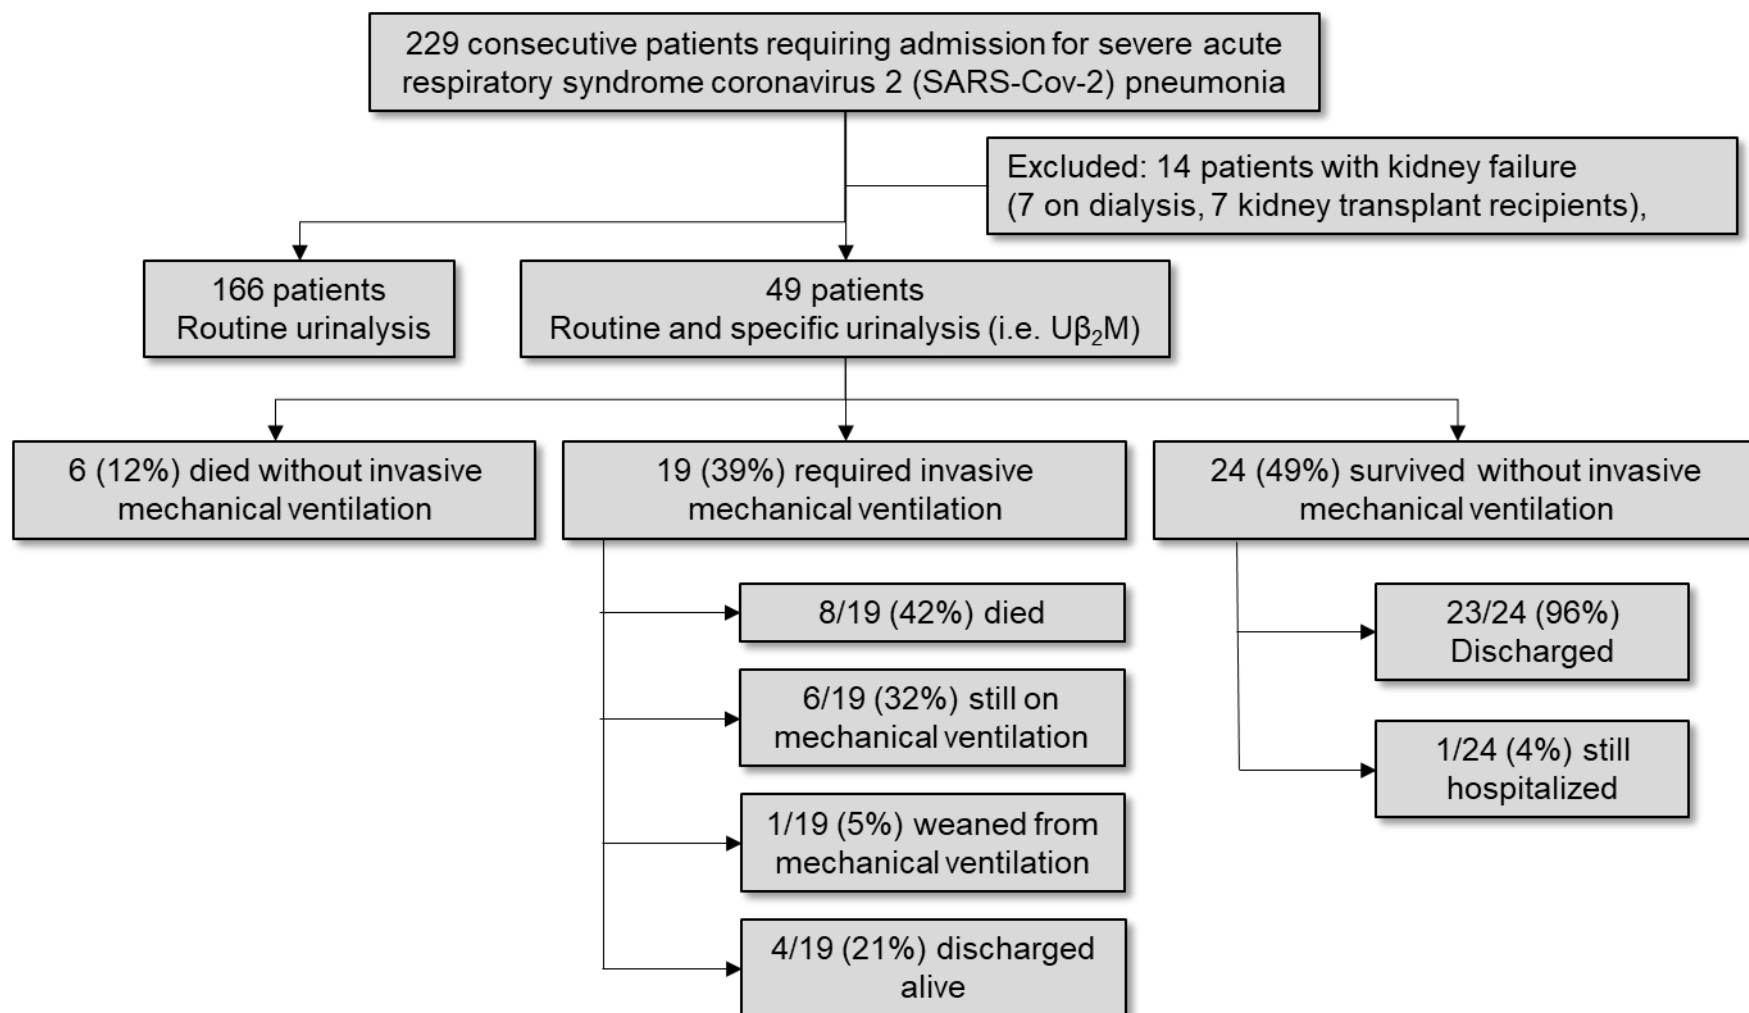 229 consecutive patients requiring admission for severe acute
respiratory syndrome coronavirus 2 (SARS-Cov-2) pneumonia
Excluded: 14 patients with kidney failure
(7 on dialysis, 7 kidney transplant recipients),
166 patients
Routine urinalysis
49 patients
Routine and specific urinalysis (i.e. Uβ₂M)
6 (12%) died without invasive
mechanical ventilation
19 (39%) required invasive
mechanical ventilation
24 (49%) survived without invasive
mechanical ventilation
8/19 (42%) died
6/19 (32%) still on
mechanical ventilation
1/19 (5%) weaned from
mechanical ventilation
4/19 (21%) discharged
alive
23/24 (96%)
Discharged
1/24 (4%) still
hospitalized